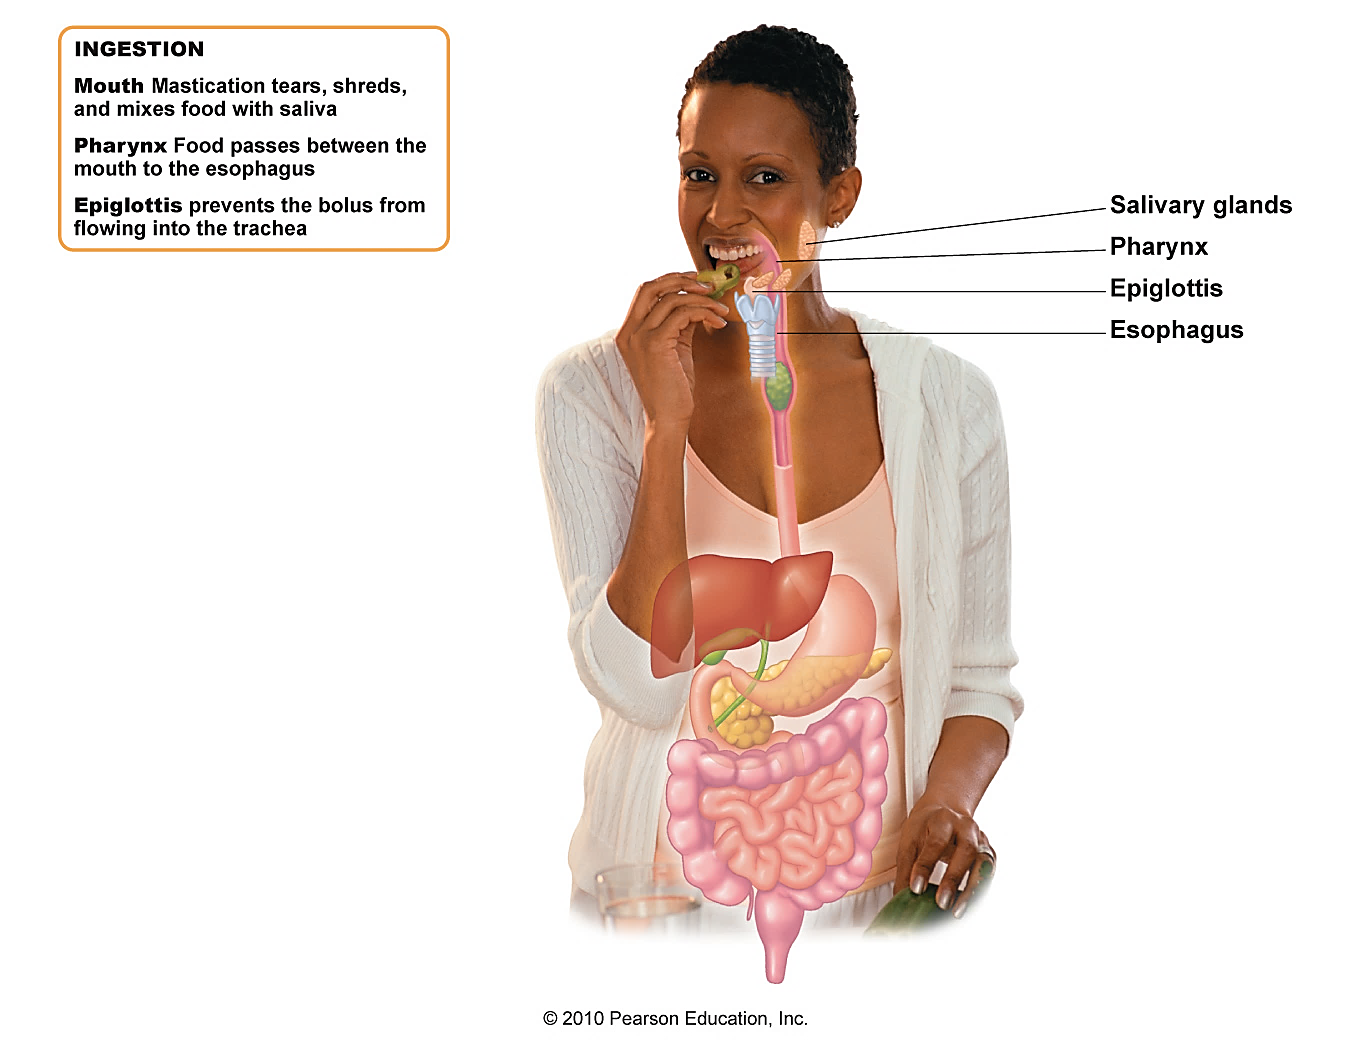 INGESTION
Mouth Mastication tears, shreds,
and mixes food with saliva
Pharynx Food passes between the
mouth to the esophagus
Epiglottis prevents the bolus from
flowing into the trachea
Salivary glands
Pharynx
Epiglottis
Esophagus
© 2010 Pearson Education, Inc.